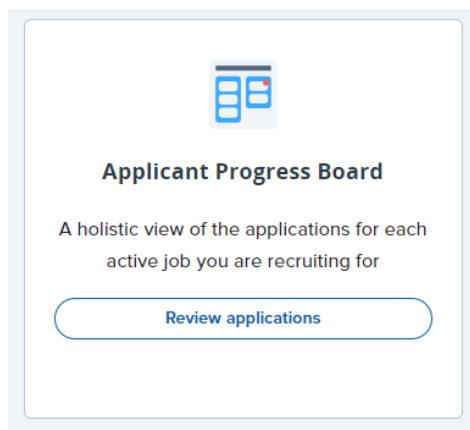 Applicant Progress Board
A holistic view of the applications for each
active job you are recruiting for
Review applications